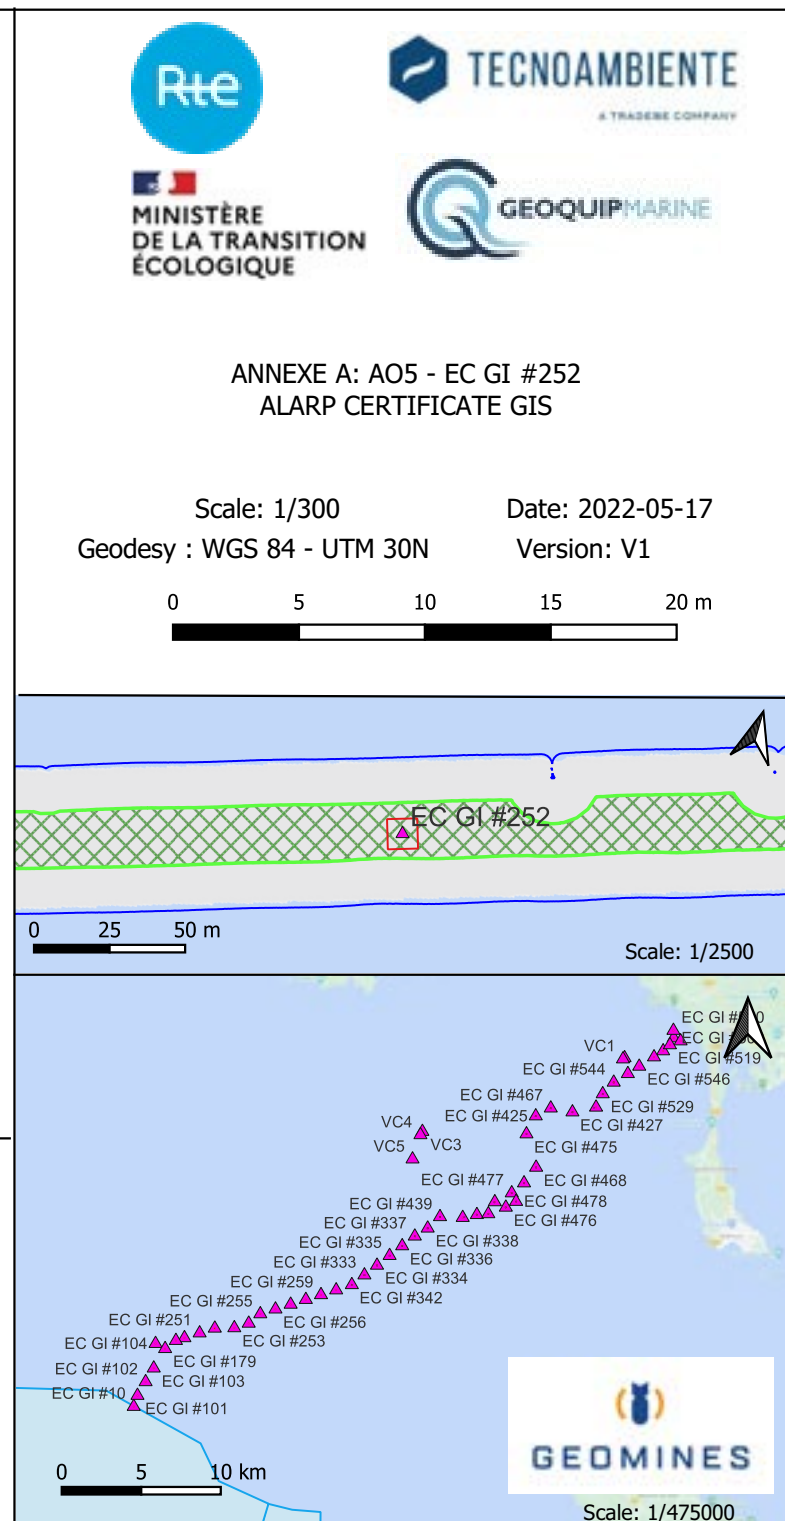 Rte
TECNOAMBIENTE
A TRADEBE COMPANY
MINISTÈRE
DE LA TRANSITION
ÉCOLOGIQUE
GEOQUIPMARINE
ANNEXE A: AO5 - EC GI #252
ALARP CERTIFICATE GIS
Scale: 1/300
Date: 2022-05-17
Geodesy : WGS 84 - UTM 30N
Version: V1
0 5 10 15 20 m
EC GI #252
0 25 50 m
Scale: 1/2500
EC GI
VC1
EC GI #519
EC GI #544
EC GI #546
EC GI #467
EC GI #529
EC GI #425
EC GI #427
VC4
VC3
EC GI #475
VC5
EC GI #477
EC GI #468
EC GI #478
EC GI #439
EC GI #476
EC GI #337
EC GI #338
EC GI #335
EC GI #336
EC GI #333
EC GI #334
EC GI #259
EC GI #342
EC GI #255
EC GI #256
EC GI #251
EC GI #253
EC GI #104
EC GI #179
EC GI #102
EC GI #103
EC GI #10
EC GI #101
GEOMINES
0 5 10 km
Scale: 1/475000